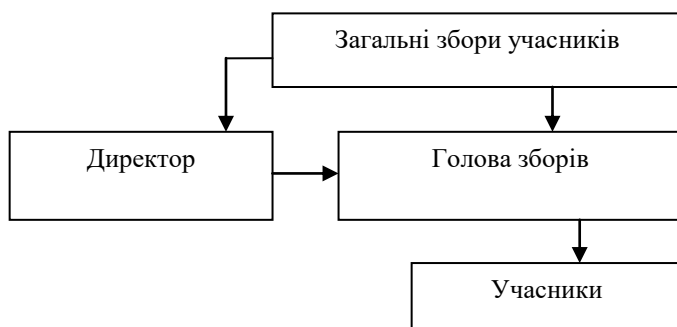 Загальні збори учасників
Директор
Голова зборів
Учасники